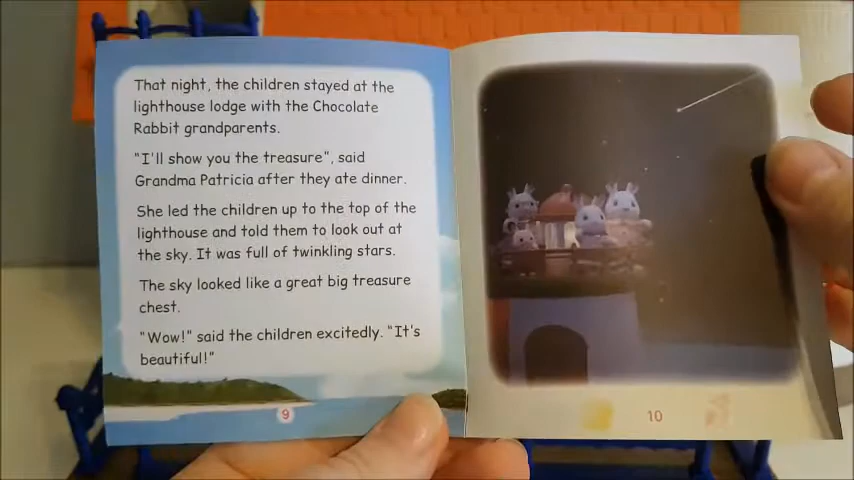 That night, the children stayed at the
lighthouse lodge with the Chocolate
Rabbit grandparents.
"I'll show you the treasure", said
Grandma Patricia after they ate dinner.
She led the children up to the top of the
lighthouse and told them to look out at
the sky. It was full of twinkling stars.
The sky looked like a great big treasure
chest.
"Wow!" said the children excitedly. "It's
beautiful!"
9
10